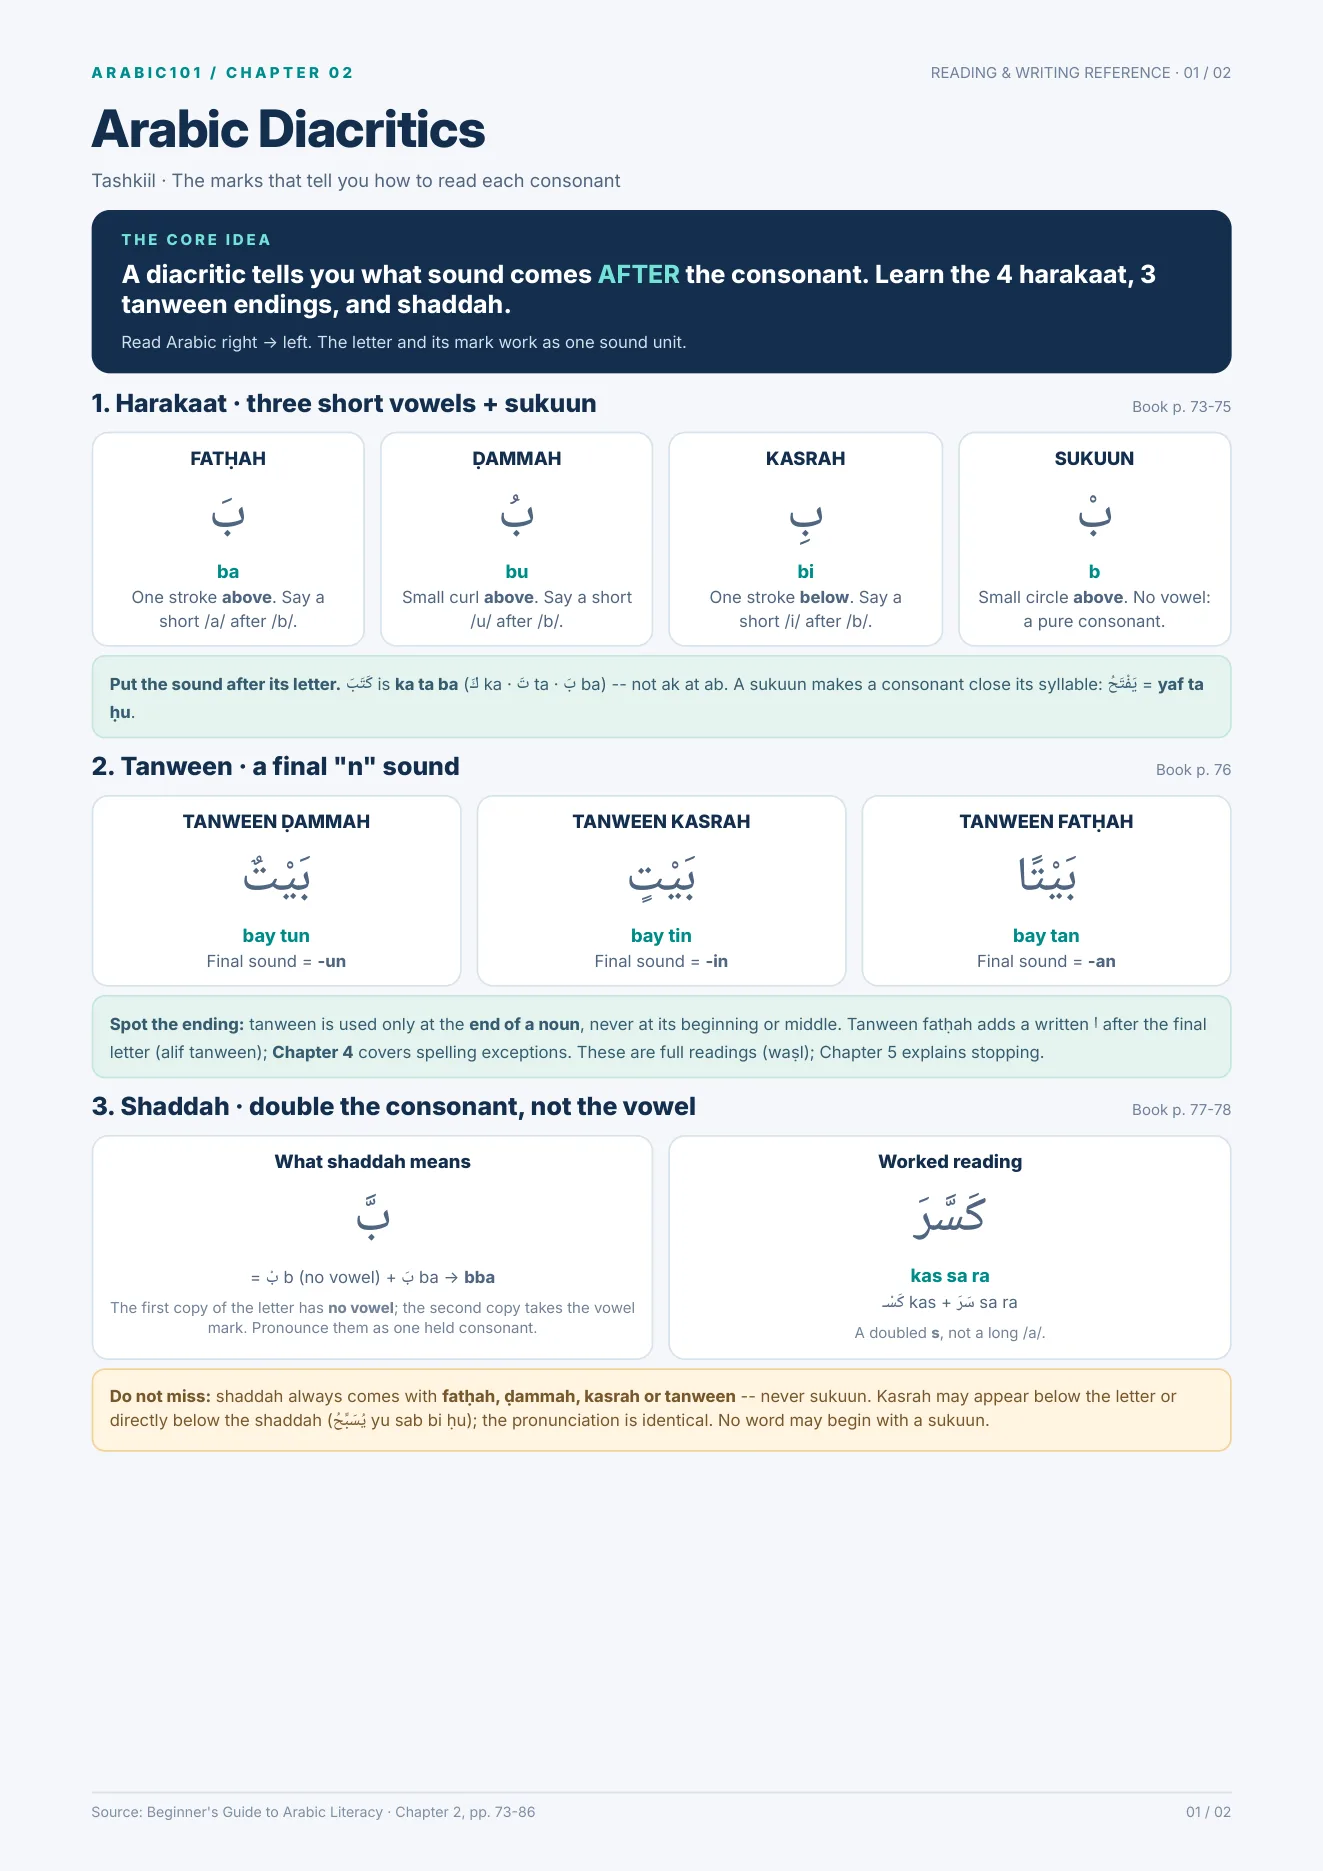 ARABIC101 / CHAPTER 02
READING & WRITING REFERENCE · 01 / 02
Arabic Diacritics
Tashkiil · The marks that tell you how to read each consonant
THE CORE IDEA
A diacritic tells you what sound comes AFTER the consonant. Learn the 4 harakaat, 3
tanween endings, and shaddah.
Read Arabic right → left. The letter and its mark work as one sound unit.
1. Harakaat · three short vowels + sukuun
Book p. 73-75
FATḤAH
بَ
ba
One stroke above. Say a
short /a/ after /b/.
ḌAMMAH
بُ
bu
Small curl above. Say a short
/u/ after /b/.
KASRAH
بِ
bi
One stroke below. Say a
short /i/ after /b/.
SUKUUN
بْ
b
Small circle above. No vowel:
a pure consonant.
Put the sound after its letter. كَتَبَ is ka ta ba (كَ ka · تَ ta · بَ ba) -- not ak at ab. A sukuun makes a consonant close its syllable: يَفْتَحُ = yaf ta
ḥu.
2. Tanween · a final "n" sound
Book p. 76
TANWEEN ḌAMMAH
بَيْتٌ
bay tun
Final sound = -un
TANWEEN KASRAH
بَيْتٍ
bay tin
Final sound = -in
TANWEEN FATḤAH
بَيْتًا
bay tan
Final sound = -an
Spot the ending: tanween is used only at the end of a noun, never at its beginning or middle. Tanween fatḥah adds a written ا after the final
letter (alif tanween); Chapter 4 covers spelling exceptions. These are full readings (waṣl); Chapter 5 explains stopping.
3. Shaddah · double the consonant, not the vowel
Book p. 77-78
What shaddah means
بَّ
= بْ b (no vowel) + بَ ba → bba
The first copy of the letter has no vowel; the second copy takes the vowel
mark. Pronounce them as one held consonant.
Worked reading
كَسَّرَ
kas sa ra
كَسْـ kas + سَرَ sa ra
A doubled s, not a long /a/.
Do not miss: shaddah always comes with fatḥah, ḍammah, kasrah or tanween -- never sukuun. Kasrah may appear below the letter or
directly below the shaddah (يُسَبِّحُ yu sab bi ḥu); the pronunciation is identical. No word may begin with a sukuun.
Source: Beginner's Guide to Arabic Literacy · Chapter 2, pp. 73-86
01 / 02